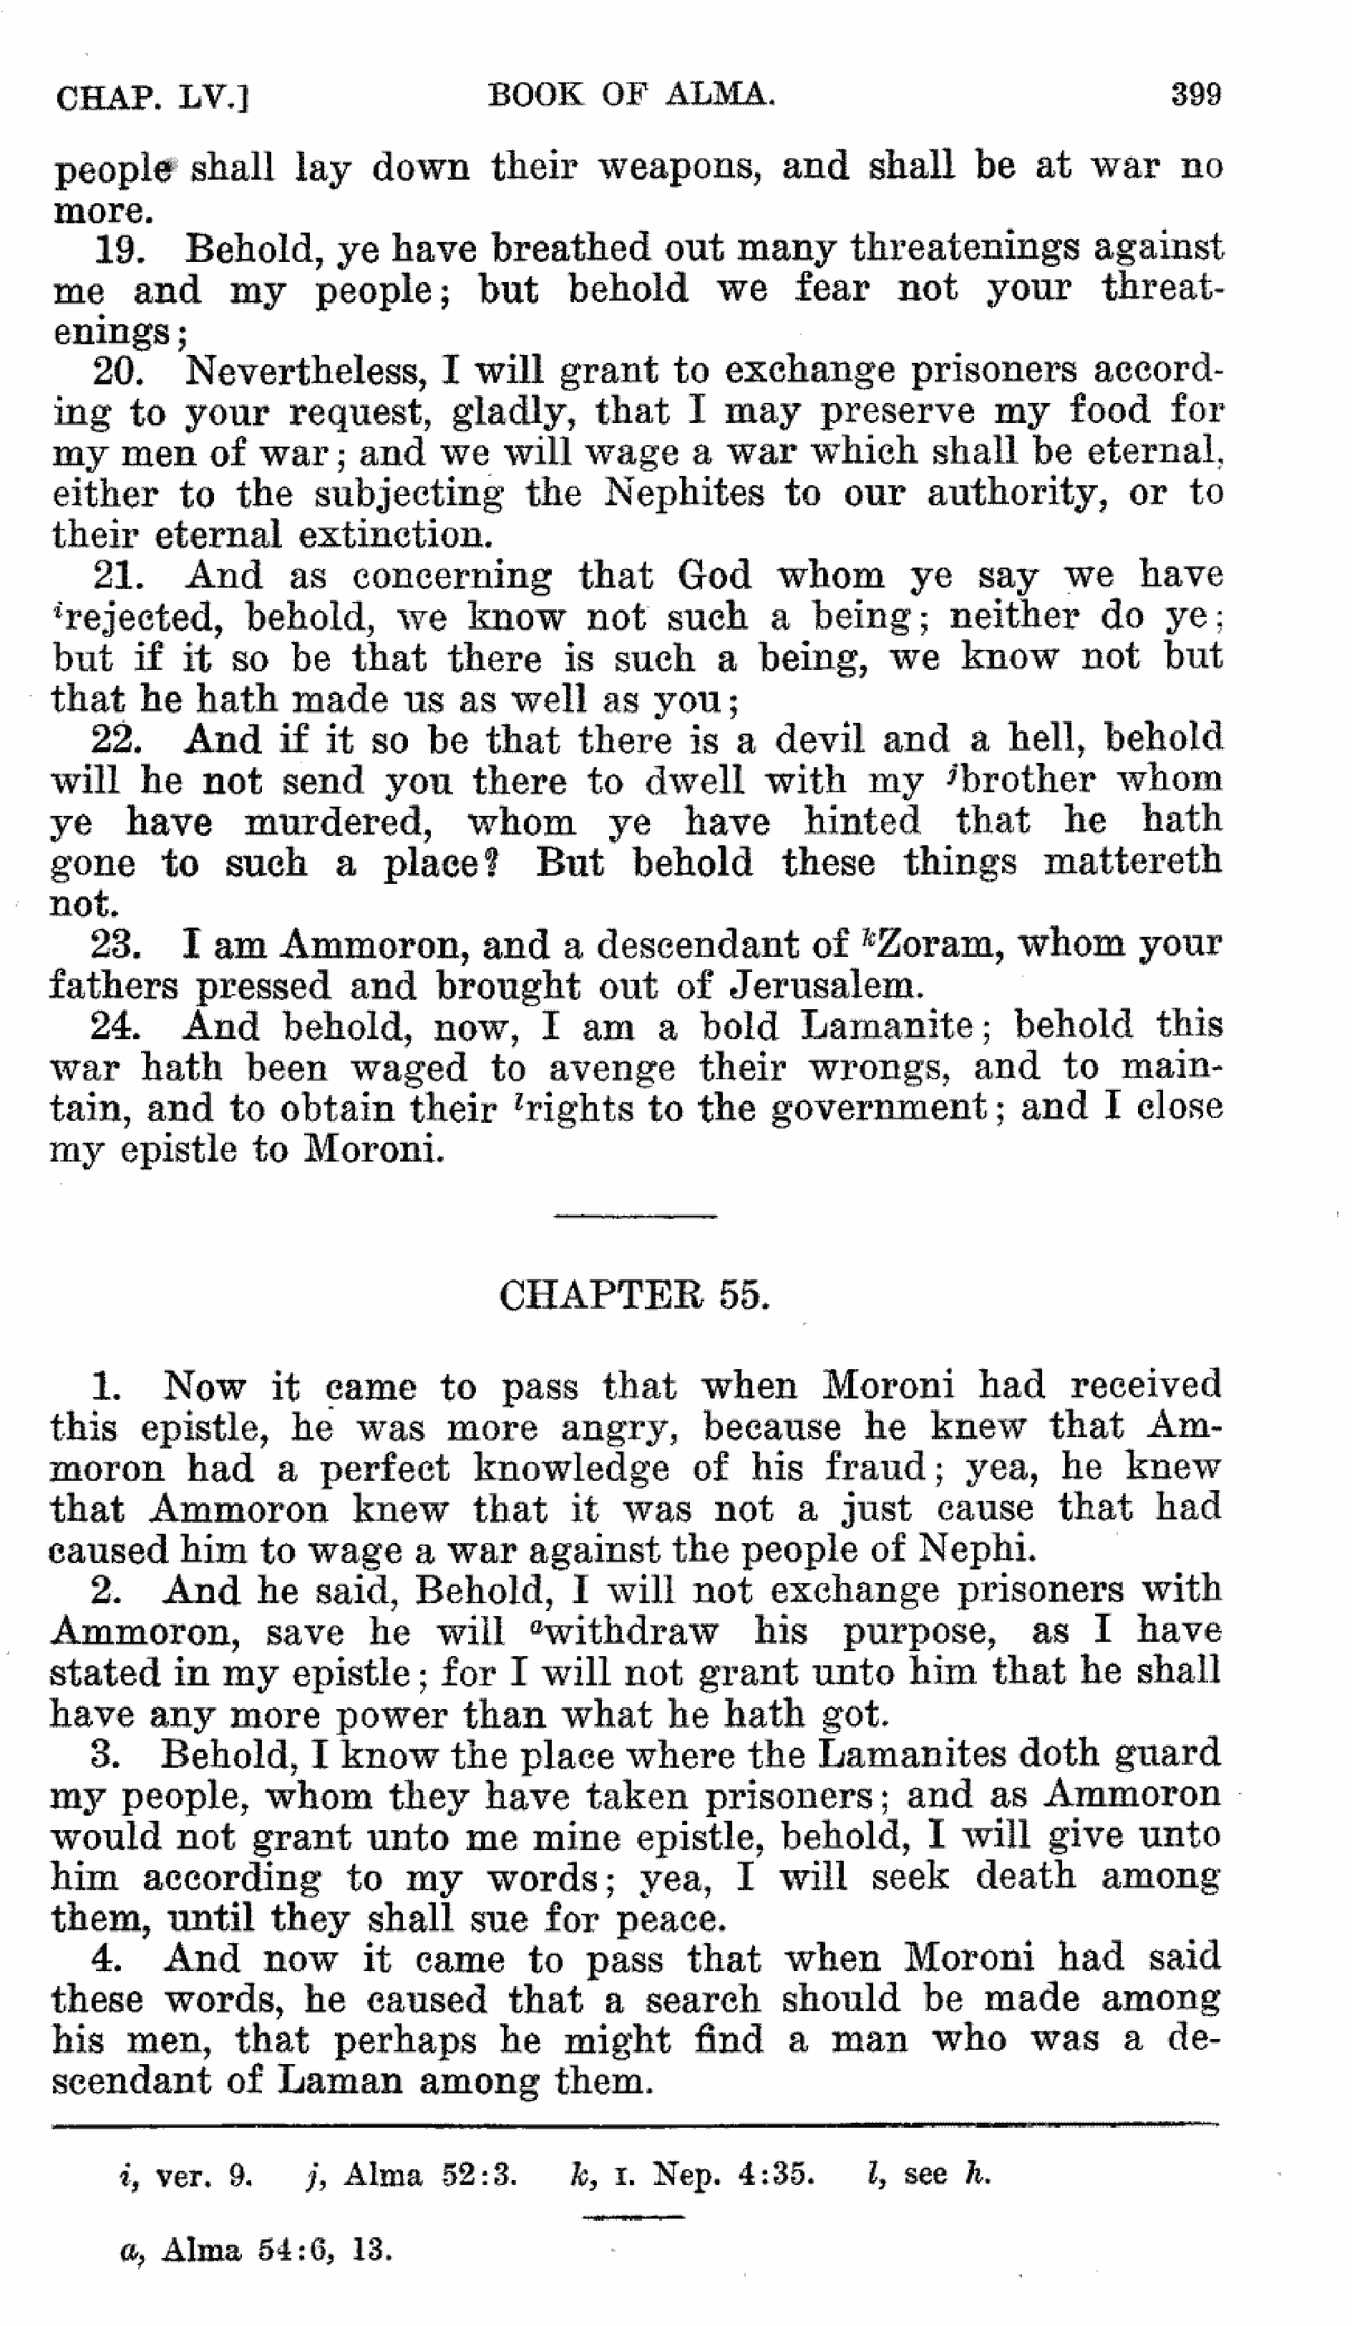 CHAP. LV.] BOOK OF ALMA. 399
people shall lay down their weapons, and shall be at war no
more.
19. Behold, ye have breathed out many threatenings against
me and my people; but behold we fear not your threat-
enings;
20. Nevertheless, I will grant to exchange prisoners accord-
ing to your request, gladly, that I may preserve my food for
my men of war; and we will wage a war which shall be eternal,
either to the subjecting the Nephites to our authority, or to
their eternal extinction.
21. And as concerning that God whom ye say we have
irejected, behold, we know not such a being; neither do ye;
but if it so be that there is such a being, we know not but
that he hath made us as well as you;
22. And if it so be that there is a devil and a hell, behold
will he not send you there to dwell with my jbrother whom
ye have murdered, whom ye have hinted that he hath
gone to such a place? But behold these things mattereth
not.
23. I am Ammoron, and a descendant of kZoram, whom your
fathers pressed and brought out of Jerusalem.
24. And behold, now, I am a bold Lamanite; behold this
war hath been waged to avenge their wrongs, and to main-
tain, and to obtain their lrights to the government; and I close
my epistle to Moroni.
CHAPTER 55.
1. Now it came to pass that when Moroni had received
this epistle, he was more angry, because he knew that Am-
moron had a perfect knowledge of his fraud; yea, he knew
that Ammoron knew that it was not a just cause that had
caused him to wage a war against the people of Nephi.
2. And he said, Behold, I will not exchange prisoners with
Ammoron, save he will awithdraw his purpose, as I have
stated in my epistle; for I will not grant unto him that he shall
have any more power than what he hath got.
3. Behold, I know the place where the Lamanites doth guard
my people, whom they have taken prisoners; and as Ammoron
would not grant unto me mine epistle, behold, I will give unto
him according to my words; yea, I will seek death among
them, until they shall sue for peace.
4. And now it came to pass that when Moroni had said
these words, he caused that a search should be made among
his men, that perhaps he might find a man who was a de-
scendant of Laman among them.
i, ver. 9. j, Alma 52:3. k, I. Nep. 4:35. l, see h.
a, Alma 54:6, 13.